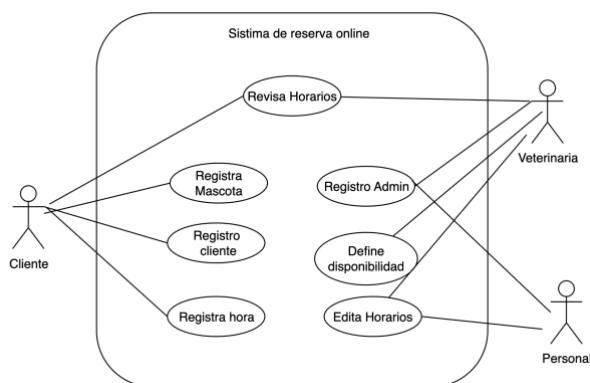 Sistima de reserva online
Revisa Horarios
Veterinaria
Registra
Mascota
Registro Admin
Cliente
Registro
cliente
Define
disponibilidad
Registra hora
Edita Horarios
Personal